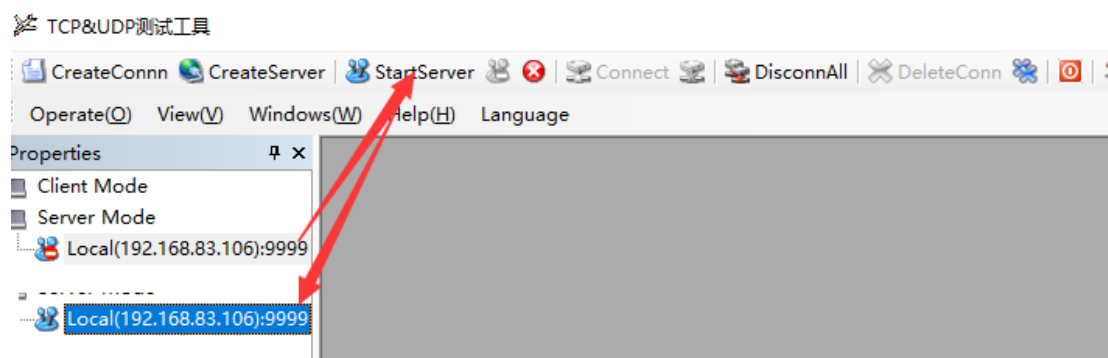 TCP&UDP测试工具
CreateConnn CreateServer StartServer Connect DisconnAll DeleteConn
Operate(O) View(V) Windows(W) Help(H) Language
Properties
Client Mode
Server Mode
Local(192.168.83.106):9999
Local(192.168.83.106):9999